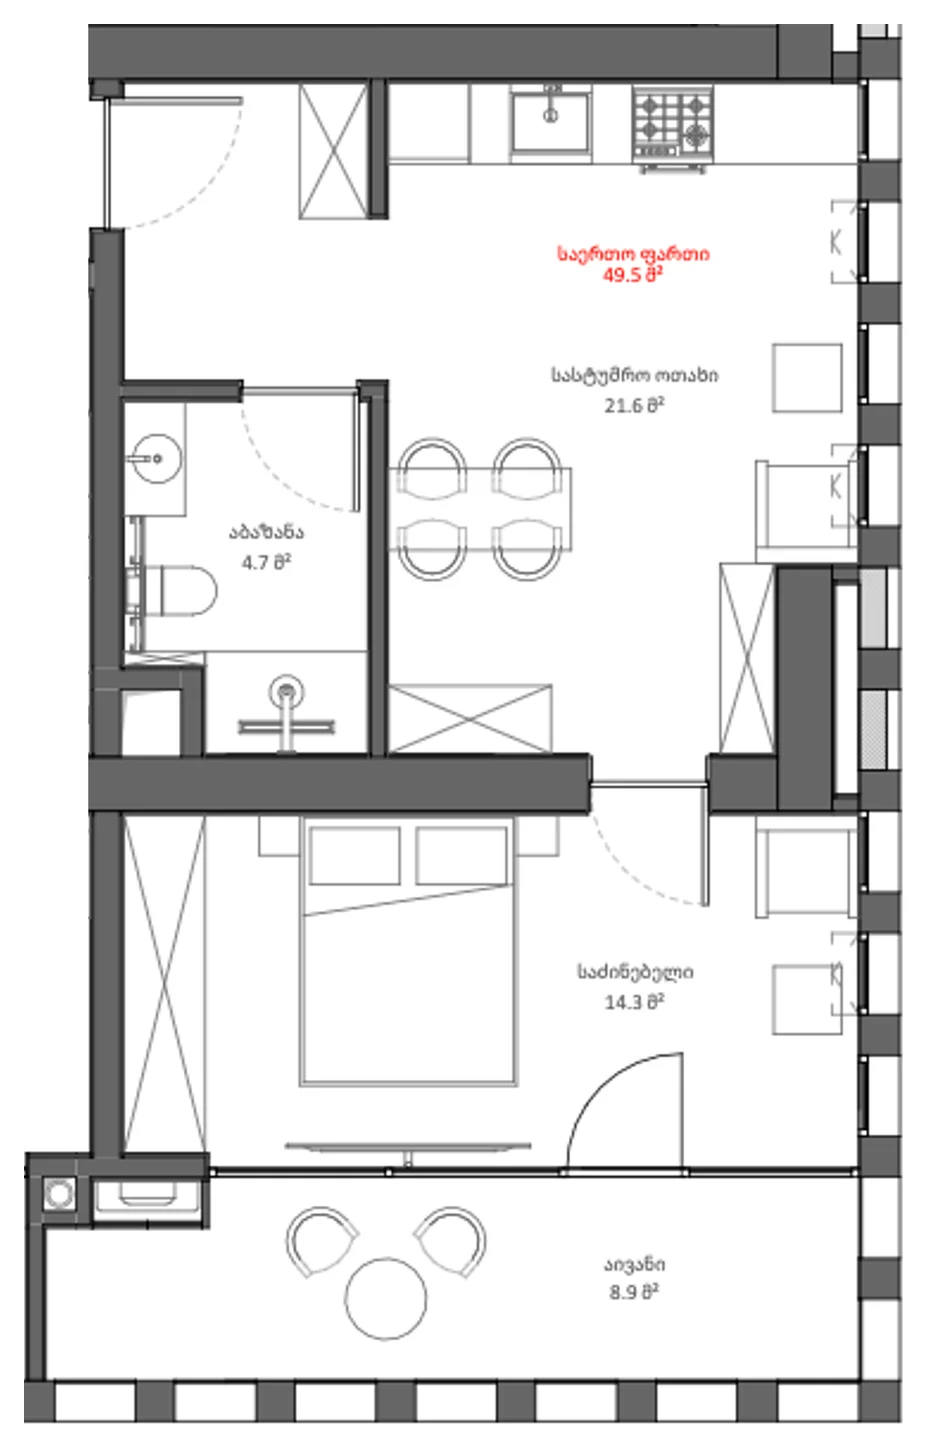 საერთო ფართი
49.5 მ²
სასტუმრო ოთახი
21.6 მ²
აბაზანა
4.7 მ²
საძინებელი
14.3 მ²
აივანი
8.9 მ²